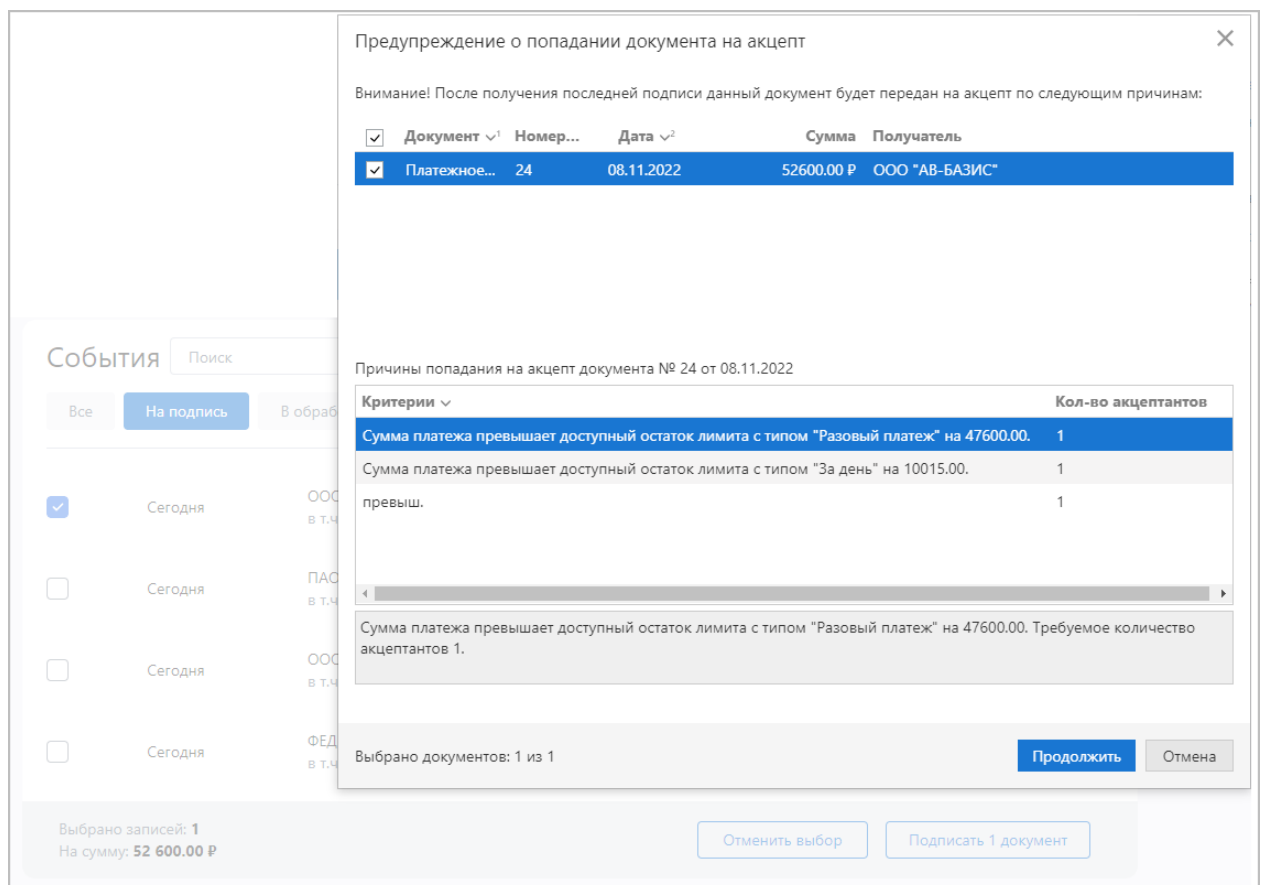 Предупреждение о попадании документа на акцепт
Внимание! После получения последней подписи данный документ будет передан на акцепт по следующим причинам:
Документ 1 Номер... Дата 2 Сумма Получатель
Платежное... 24 08.11.2022 52600.00 ₽ ООО "АВ-БАЗИС"
События Поиск
Причины попадания на акцепт документа № 24 от 08.11.2022
Все На подпись В обраб
Критерии Кол-во акцептантов
Сумма платежа превышает доступный остаток лимита с типом "Разовый платеж" на 47600.00. 1
Сумма платежа превышает доступный остаток лимита с типом "За день" на 10015.00. 1
превыш. 1
Сегодня ООО
в т.ч
Сегодня ПАО
в т.ч
Сумма платежа превышает доступный остаток лимита с типом "Разовый платеж" на 47600.00. Требуемое количество
акцептантов 1.
Сегодня ООО
в т.ч
Сегодня ФЕД
в т.ч
Выбрано документов: 1 из 1 Продолжить Отмена
Выбрано записей: 1
На сумму: 52 600.00 ₽
Отменить выбор Подписать 1 документ